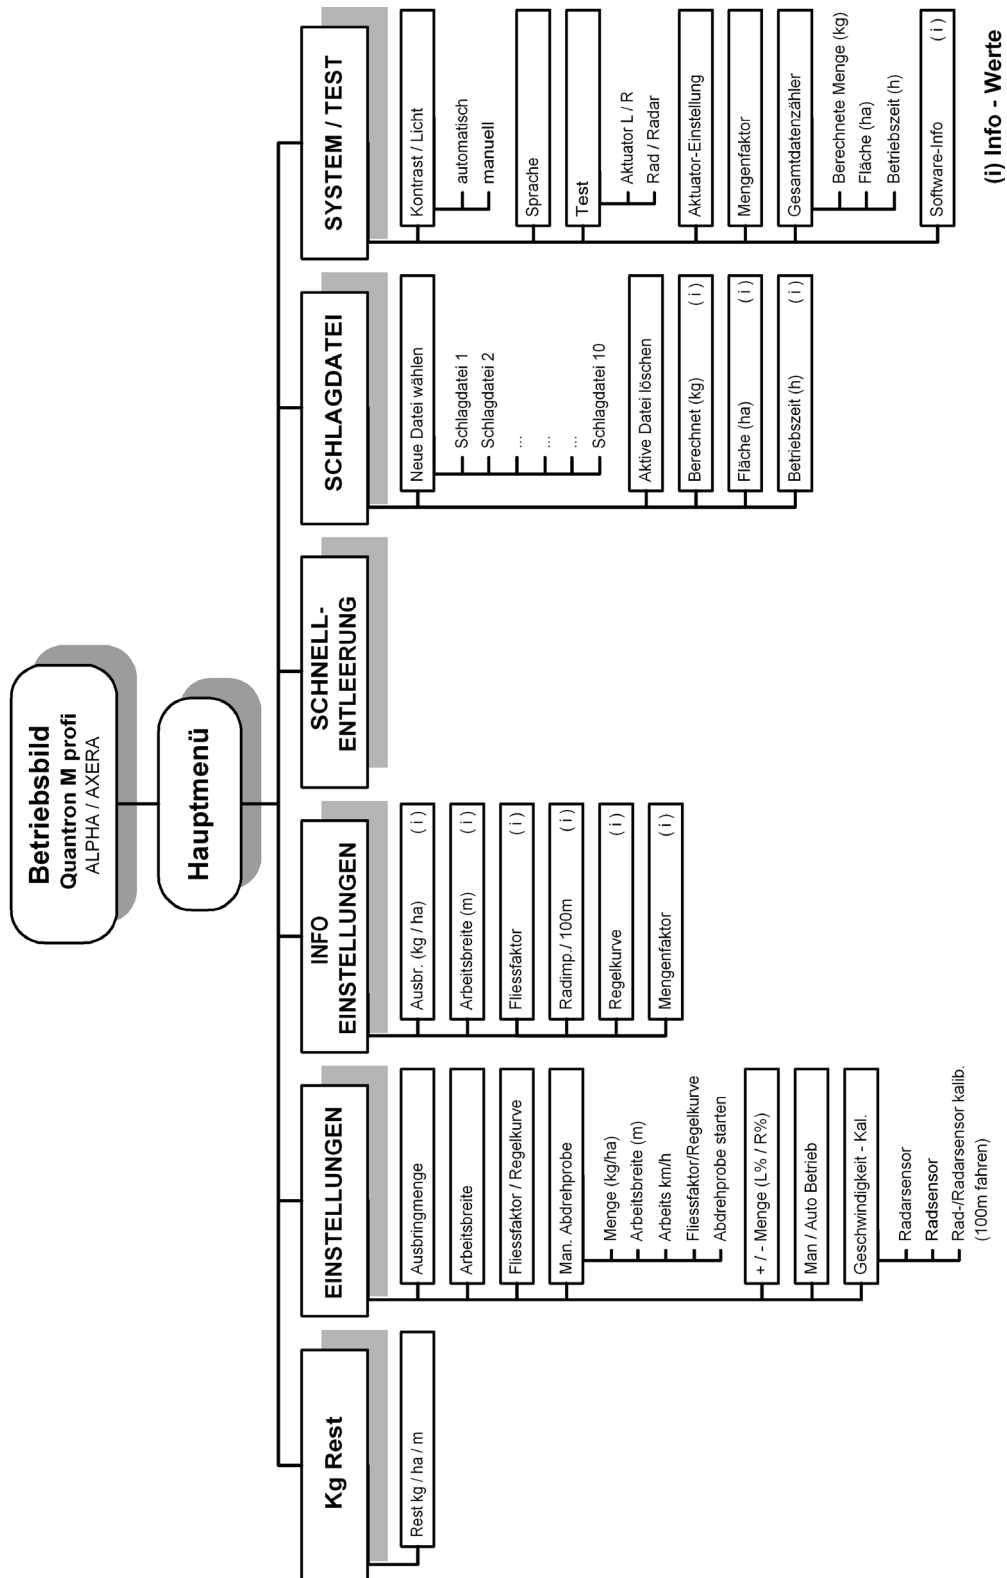 Betriebsbild
Quantron M profi
ALPHA / AXERA
Hauptmenü
Kg Rest
Rest kg / ha / m
EINSTELLUNGEN
Ausbringmenge
Arbeitsbreite
Fliessfaktor / Regelkurve
Man. Abdrehprobe
Menge (kg/ha)
Arbeitsbreite (m)
Arbeits km/h
Fliessfaktor/Regelkurve
Abdrehprobe starten
+ / - Menge (L% / R%)
Man / Auto Betrieb
Geschwindigkeit - Kal.
Radarsensor
Radsensor
Rad-/Radarsensor kalib.
(100m fahren)
INFO
EINSTELLUNGEN
Ausbr. (kg / ha) ( i )
Arbeitsbreite (m) ( i )
Fliessfaktor ( i )
Radimp./ 100m ( i )
Regelkurve ( i )
Mengenfaktor ( i )
SCHNELL-
ENTLEERUNG
SCHLAGDATEI
Neue Datei wählen
Schlagdatei 1
Schlagdatei 2
...
...
...
Schlagdatei 10
Aktive Datei löschen
Berechnet (kg) ( i )
Fläche (ha) ( i )
Betriebszeit (h) ( i )
SYSTEM / TEST
Kontrast / Licht
automatisch
manuell
Sprache
Test
Aktuator L / R
Rad / Radar
Aktuator-Einstellung
Mengenfaktor
Gesamtdatenzähler
Berechnete Menge (kg)
Fläche (ha)
Betriebszeit (h)
Software-Info ( i )
(i) Info - Werte